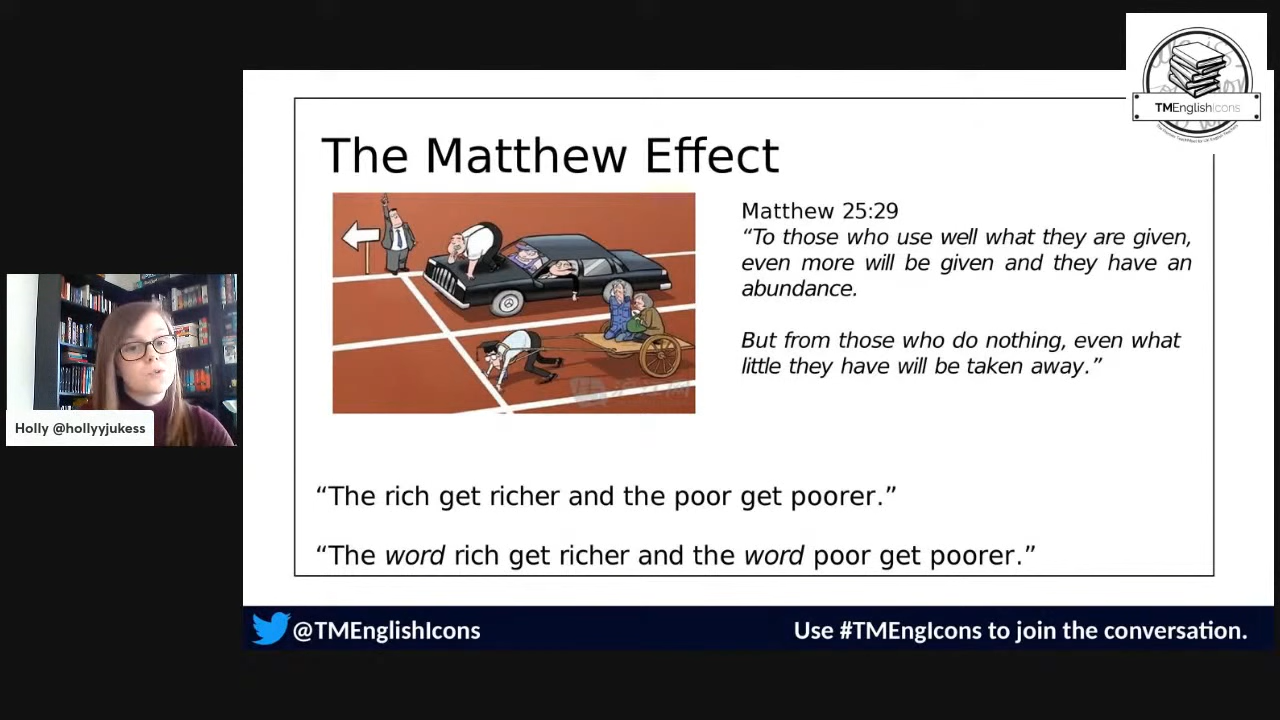 TMEnglishIcons
The Matthew Effect
Matthew 25:29
“To those who use well what they are given,
even more will be given and they have an
abundance.
But from those who do nothing, even what
little they have will be taken away.”
Holly @hollyyjukess
“The rich get richer and the poor get poorer.”
“The word rich get richer and the word poor get poorer.”
@TMEnglishIcons
Use #TMEngIcons to join the conversation.